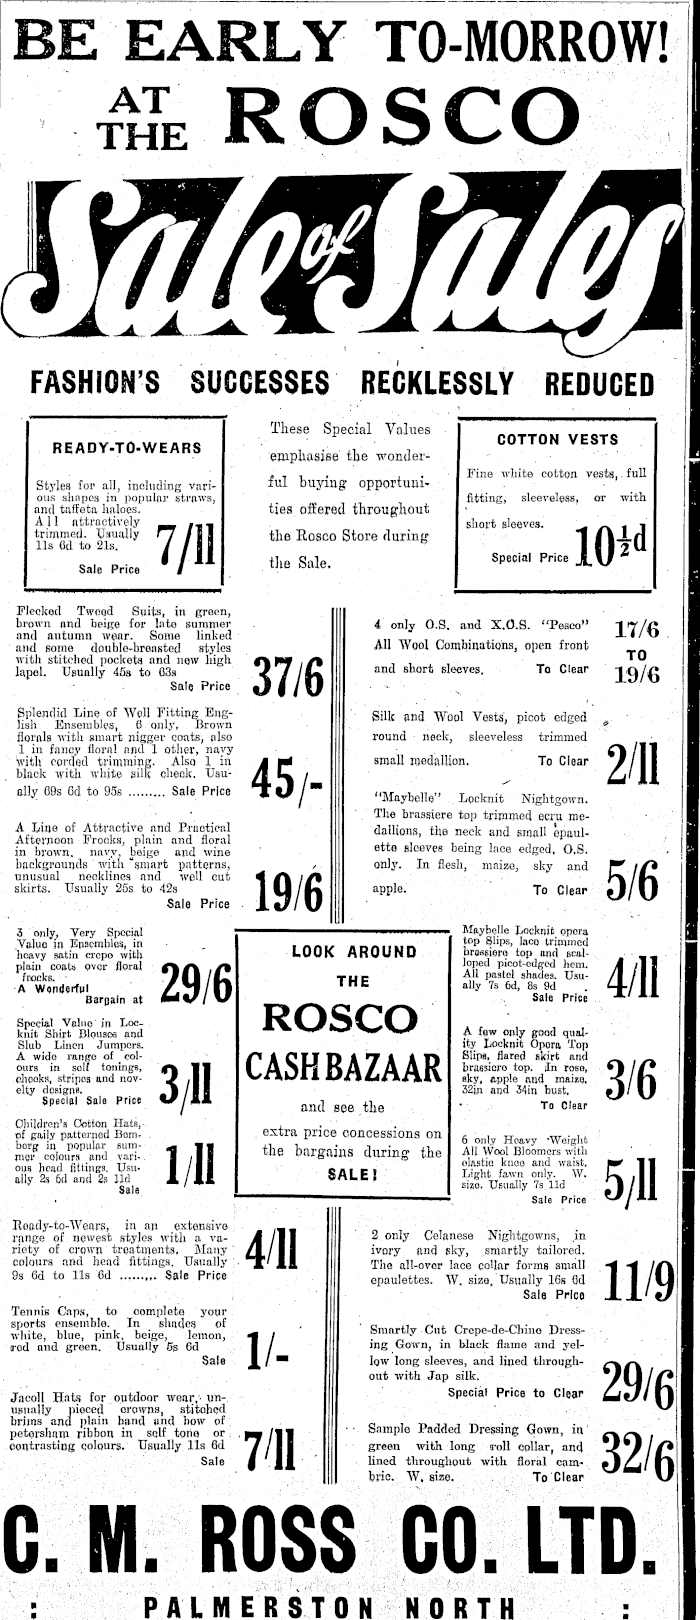 BE EARLY TO-MORROW!
AT THE ROSCO
Sale of Sales
FASHION'S SUCCESSES RECKLESSLY REDUCED
READY-TO-WEARS
Styles for all, including vari-
ous shapes in popular straws,
and taffeta haloes.
All attractively
trimmed. Usually
11s 6d to 21s.
Sale Price
7/11
These Special Values
emphasise the wonder-
ful buying opportuni-
ties offered throughout
the Rosco Store during
the Sale.
COTTON VESTS
Fine white cotton vests, full
fitting, sleeveless, or with
short sleeves.
Special Price 10½d
Flecked Tweed Suits, in green,
brown and beige for late summer
and autumn wear. Some linked
and some double-breasted styles
with stitched pockets and new high
lapel. Usually 45s to 63s
Sale Price 37/6
Splendid Line of Well Fitting Eng-
lish Ensembles, 6 only. Brown
florals with smart nigger coats, also
1 in fancy floral and 1 other, navy
with corded trimming. Also 1 in
black with white silk check. Usu-
ally 69s 6d to 95s ......... Sale Price 45/-
A Line of Attractive and Practical
Afternoon Frocks, plain and floral
in brown, navy, beige and wine
backgrounds with smart patterns,
unusual necklines and well cut
skirts. Usually 25s to 42s
Sale Price 19/6
3 only, Very Special
Value in Ensembles, in
heavy satin crepe with
plain coats over floral
frocks.
A Wonderful
Bargain at 29/6
Special Value in Loc-
knit Shirt Blouses and
Slub Linen Jumpers.
A wide range of col-
ours in self tonings,
checks, stripes and nov-
elty designs.
Special Sale Price 3/11
Children's Cotton Hats,
of gaily patterned Bem-
berg in popular sum-
mer colours and vari-
ous head fittings. Usu-
ally 2s 6d and 2s 11d
Sale 1/11
Ready-to-Wears, in an extensive
range of newest styles with a va-
riety of crown treatments. Many
colours and head fittings. Usually
9s 6d to 11s 6d ........ Sale Price 4/11
Tennis Caps, to complete your
sports ensemble. In shades of
white, blue, pink, beige, lemon,
red and green. Usually 5s 6d
Sale 1/-
Jacoll Hats for outdoor wear, un-
usually pieced crowns, stitched
brims and plain band and bow of
petersham ribbon in self tone or
contrasting colours. Usually 11s 6d
Sale 7/11
LOOK AROUND
THE
ROSCO
CASH BAZAAR
and see the
extra price concessions on
the bargains during the
SALE!
4 only O.S. and X.O.S. "Pesco"
All Wool Combinations, open front
and short sleeves. To Clear
17/6
TO
19/6
Silk and Wool Vests, picot edged
round neck, sleeveless trimmed
small medallion. To Clear 2/11
"Maybelle" Locknit Nightgown.
The brassiere top trimmed ecru me-
dallions, the neck and small epaul-
ette sleeves being lace edged. O.S.
only. In flesh, maize, sky and
apple. To Clear 5/6
Maybelle Locknit opera
top Slips, lace trimmed
brassiere top and scal-
loped picot-edged hem.
All pastel shades. Usu-
ally 7s 6d, 8s 9d
Sale Price 4/11
A few only good qual-
ity Locknit Opera Top
Slips, flared skirt and
brassiere top. In rose,
sky, apple and maize.
32in and 34in bust.
To Clear 3/6
6 only Heavy Weight
All Wool Bloomers with
elastic knee and waist.
Light fawn only. W.
size. Usually 7s 11d
Sale Price 5/11
2 only Celanese Nightgowns, in
ivory and sky, smartly tailored.
The all-over lace collar forms small
epaulettes. W. size. Usually 16s 6d
Sale Price 11/9
Smartly Cut Crepe-de-Chine Dress-
ing Gown, in black flame and yel-
low long sleeves, and lined through-
out with Jap silk.
Special Price to Clear 29/6
Sample Padded Dressing Gown, in
green with long roll collar, and
lined throughout with floral cam-
bric. W. size. To Clear 32/6
C. M. ROSS CO. LTD.
: PALMERSTON NORTH :